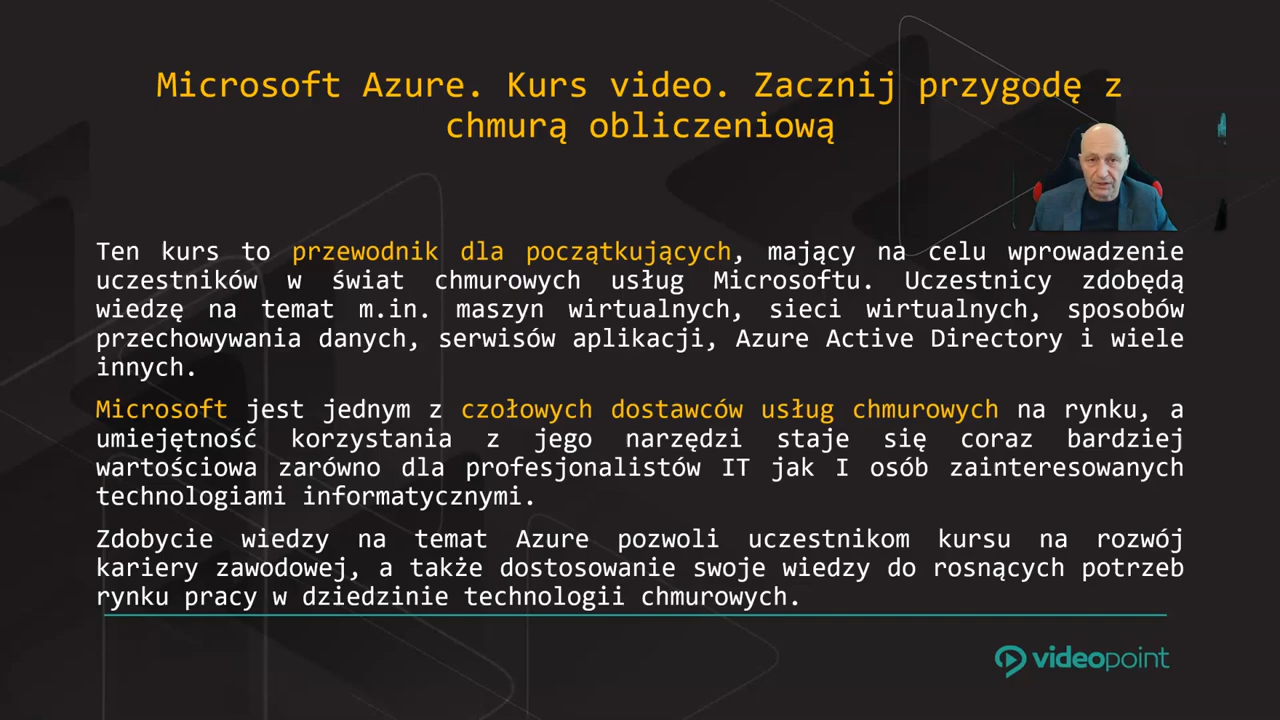 Microsoft Azure. Kurs video. Zacznij przygodę z
chmurą obliczeniową
Ten kurs to przewodnik dla początkujących, mający na celu wprowadzenie
uczestników w świat chmurowych usług Microsoftu. Uczestnicy zdobędą
wiedzę na temat m.in. maszyn wirtualnych, sieci wirtualnych, sposobów
przechowywania danych, serwisów aplikacji, Azure Active Directory i wiele
innych.
Microsoft jest jednym z czołowych dostawców usług chmurowych na rynku, a
umiejętność korzystania z jego narzędzi staje się coraz bardziej
wartościowa zarówno dla profesjonalistów IT jak I osób zainteresowanych
technologiami informatycznymi.
Zdobycie wiedzy na temat Azure pozwoli uczestnikom kursu na rozwój
kariery zawodowej, a także dostosowanie swoje wiedzy do rosnących potrzeb
rynku pracy w dziedzinie technologii chmurowych.
videopoint